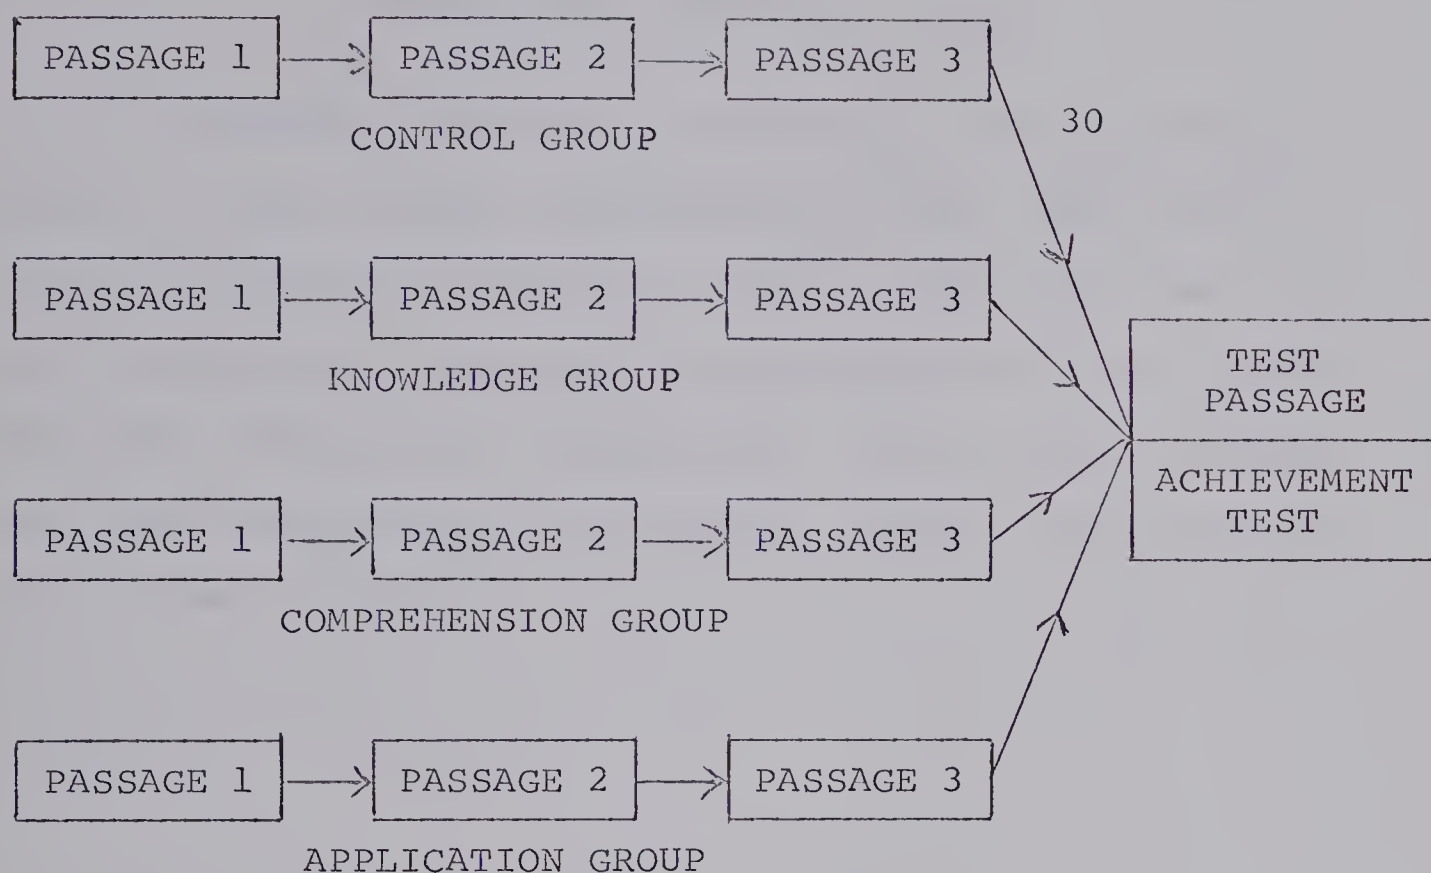 PASSAGE 1 PASSAGE 2 PASSAGE 3
CONTROL GROUP
30
PASSAGE 1 PASSAGE 2 PASSAGE 3
KNOWLEDGE GROUP
TEST
PASSAGE
ACHIEVEMENT
TEST
PASSAGE 1 PASSAGE 2 PASSAGE 3
COMPREHENSION GROUP
PASSAGE 1 PASSAGE 2 PASSAGE 3
APPLICATION GROUP